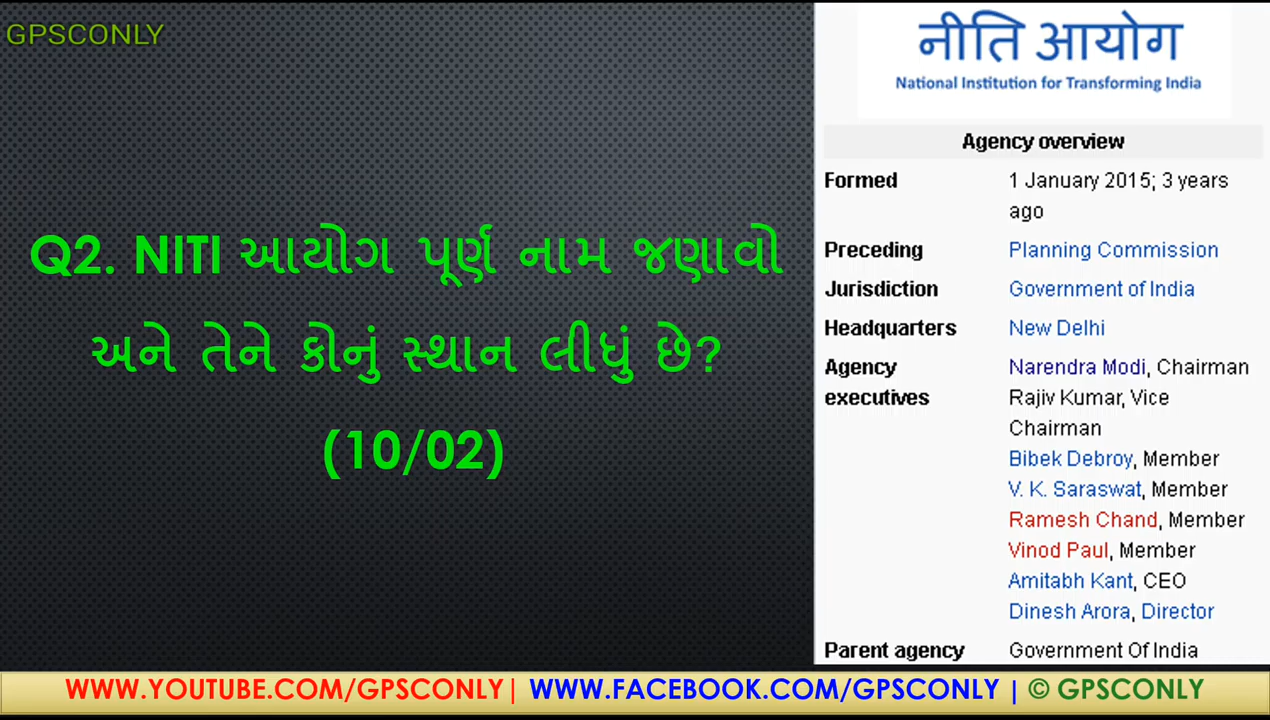 GPSCONLY
Q2. NITI આયોગ પૂર્ણ નામ જણાવો
અને તેને કોનું સ્થાન લીધું છે?
(10/02)
नीति आयोग
National Institution for Transforming India
Agency overview
Formed 1 January 2015; 3 years
ago
Preceding Planning Commission
Jurisdiction Government of India
Headquarters New Delhi
Agency Narendra Modi, Chairman
executives Rajiv Kumar, Vice
Chairman
Bibek Debroy, Member
V. K. Saraswat, Member
Ramesh Chand, Member
Vinod Paul, Member
Amitabh Kant, CEO
Dinesh Arora, Director
Parent agency Government Of India
WWW.YOUTUBE.COM/GPSCONLY| WWW.FACEBOOK.COM/GPSCONLY | © GPSCONLY